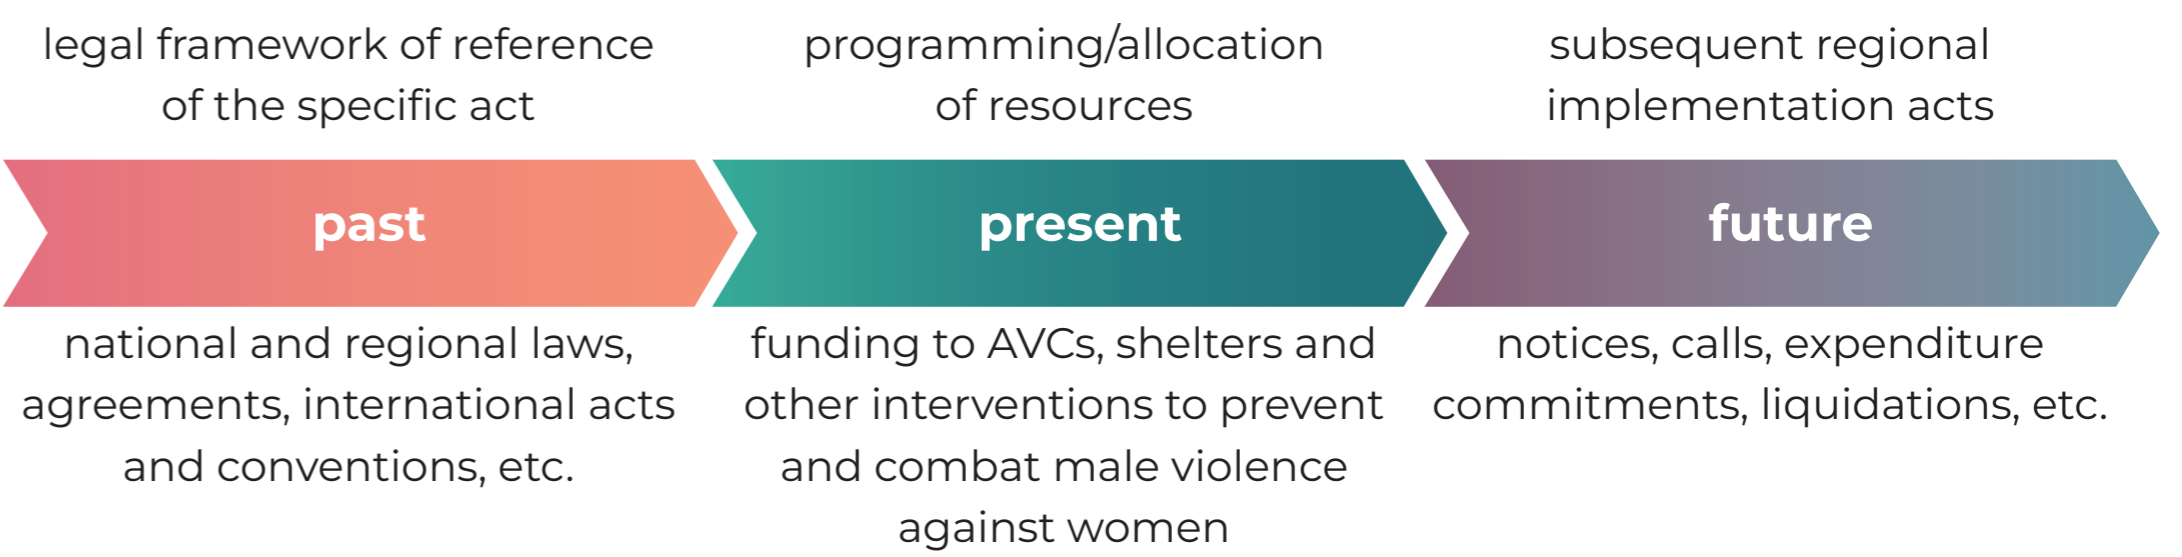 legal framework of reference
of the specific act
past
national and regional laws,
agreements, international acts
and conventions, etc.
programming/allocation
of resources
present
funding to AVCs, shelters and
other interventions to prevent
and combat male violence
against women
subsequent regional
implementation acts
future
notices, calls, expenditure
commitments, liquidations, etc.